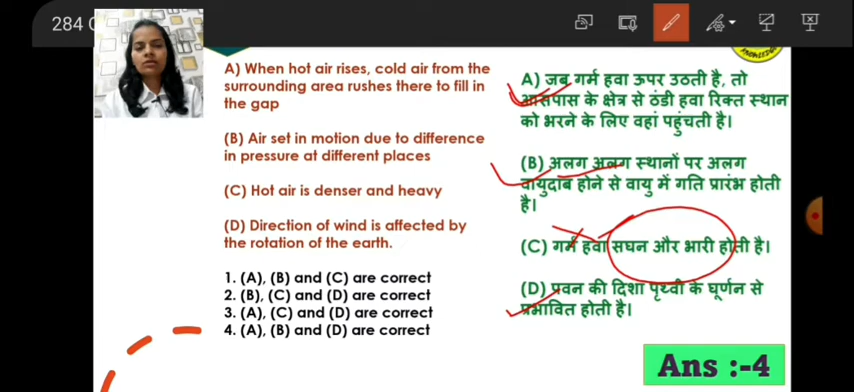 284
A) When hot air rises, cold air from the
surrounding area rushes there to fill in
the gap
(B) Air set in motion due to difference
in pressure at different places
(C) Hot air is denser and heavy
(D) Direction of wind is affected by
the rotation of the earth.
1. (A), (B) and (C) are correct
2. (B), (C) and (D) are correct
3. (A), (C) and (D) are correct
4. (A), (B) and (D) are correct
A) जब गर्म हवा ऊपर उठती है, तो
आसपास के क्षेत्र से ठंडी हवा रिक्त स्थान
को भरने के लिए वहां पहुंचती है।
(B) अलग अलग स्थानों पर अलग
वायुदाब होने से वायु में गति प्रारंभ होती
है।
(C) गर्म हवा सघन और भारी होती है।
(D) पवन की दिशा पृथ्वी के घूर्णन से
प्रभावित होती है।
Ans :-4